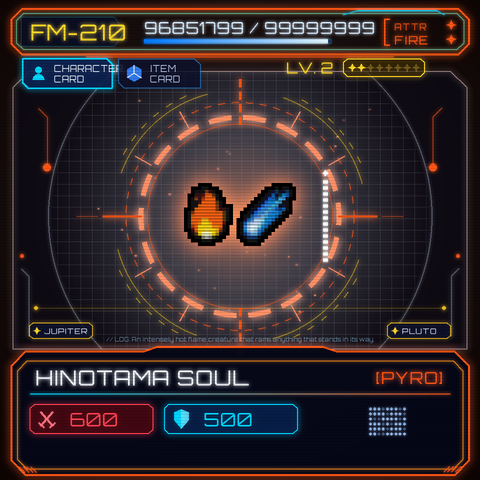 FM-210
96851799 / 99999999
ATTR
FIRE
CHARACTER
CARD
ITEM
CARD
LV. 2
JUPITER
PLUTO
// LOG: An intensely hot flame creature that rams anything that stands in its way.
HINOTAMA SOUL
[PYRO]
600
500